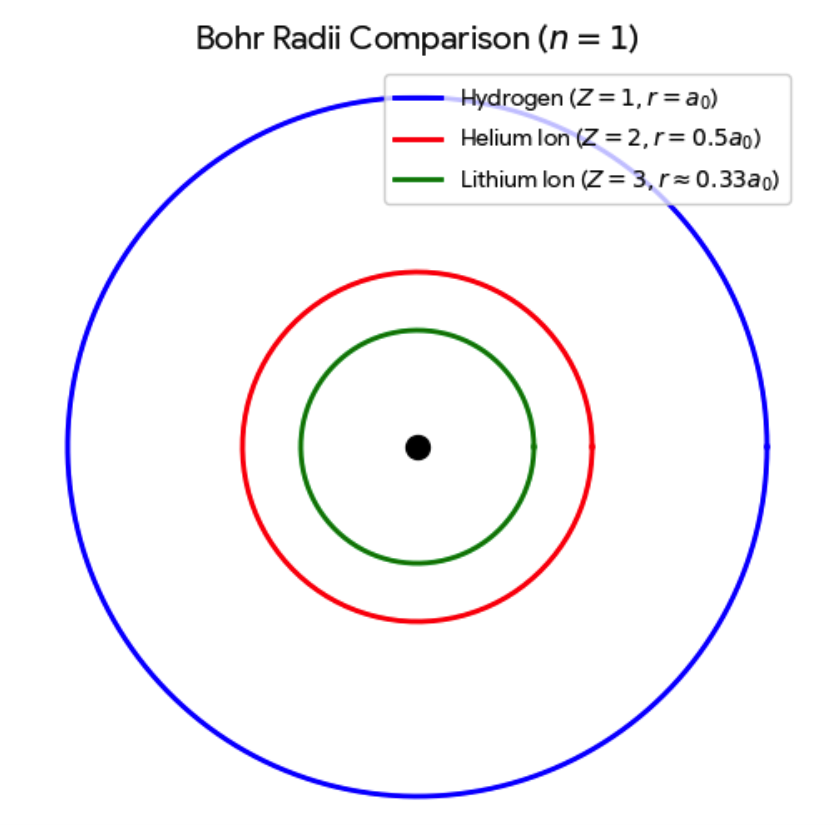 Bohr Radii Comparison (n = 1)
Hydrogen (Z = 1, r = a₀)
Helium Ion (Z = 2, r = 0.5a₀)
Lithium Ion (Z = 3, r ≈ 0.33a₀)